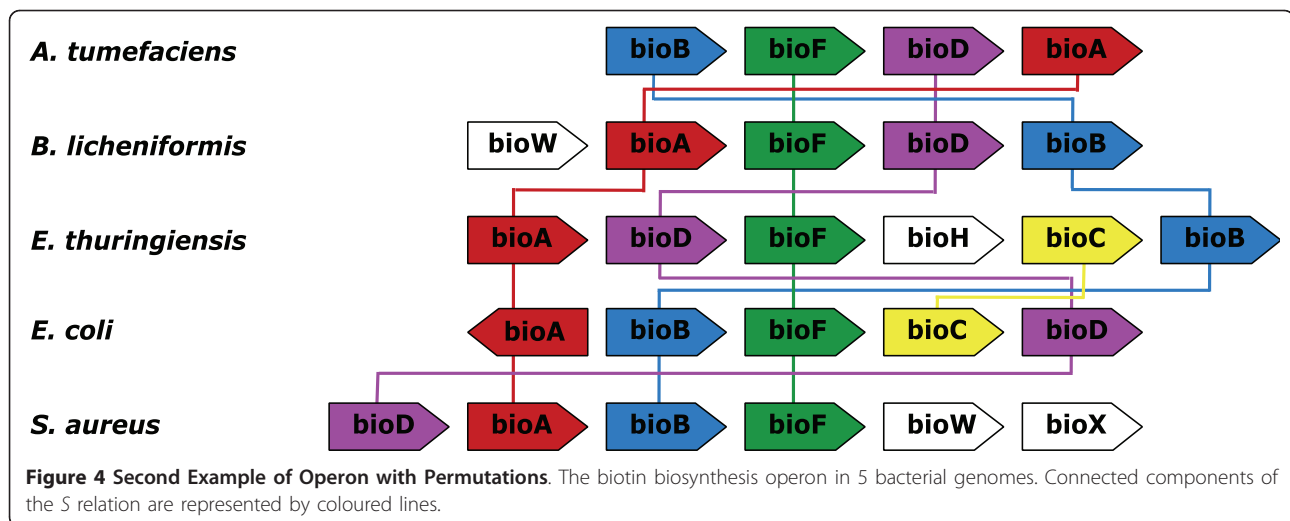 A. tumefaciens bioB bioF bioD bioA
B. licheniformis bioW bioA bioF bioD bioB
E. thuringiensis bioA bioD bioF bioH bioC bioB
E. coli bioA bioB bioF bioC bioD
S. aureus bioD bioA bioB bioF bioW bioX
Figure 4 Second Example of Operon with Permutations. The biotin biosynthesis operon in 5 bacterial genomes. Connected components of
the S relation are represented by coloured lines.